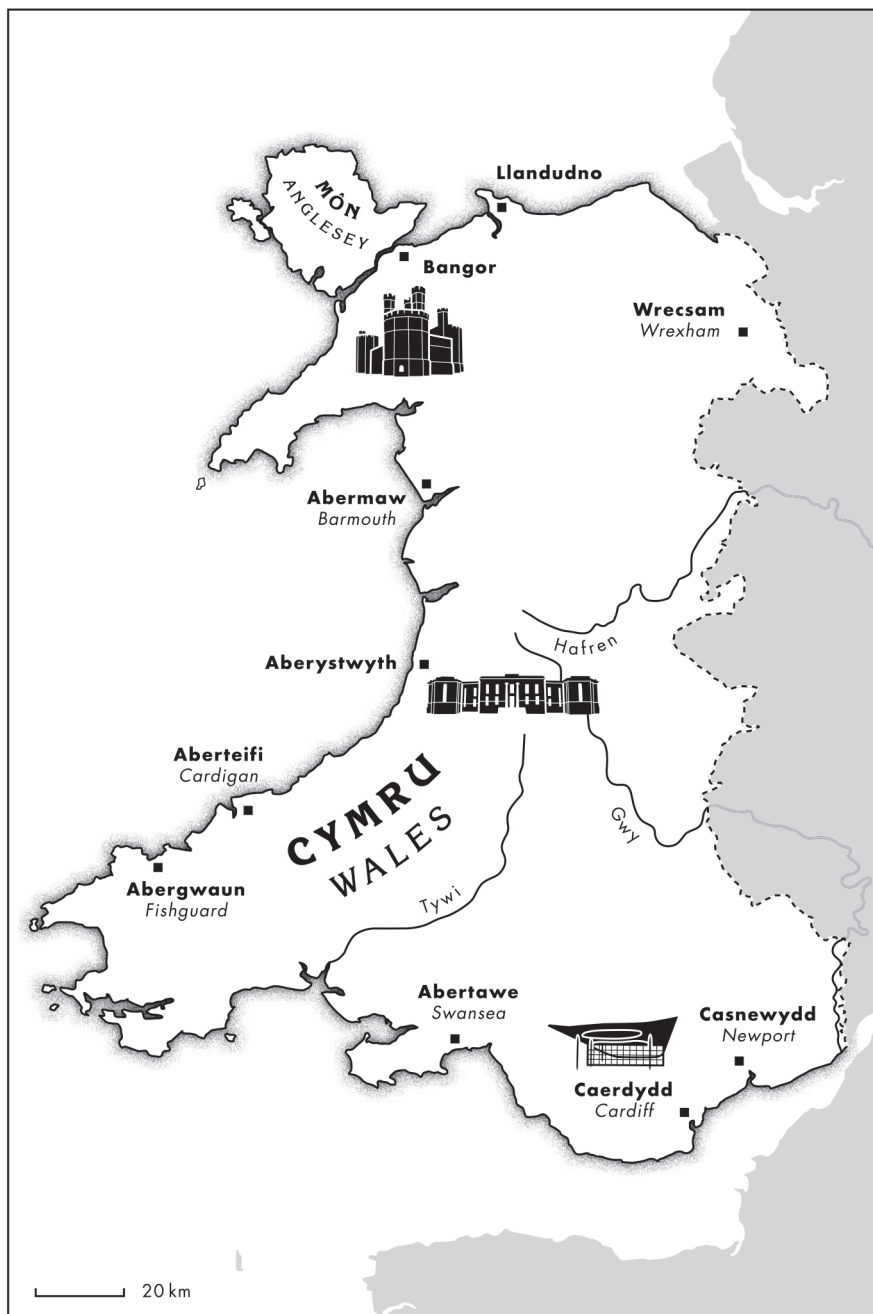 Llandudno
MÔN
ANGLESEY
Bangor
Wrecsam
Wrexham
Abermaw
Barmouth
Hafren
Aberystwyth
Aberteifi
Cardigan
CYMRU
WALES
Gwy
Abergwaun
Fishguard
Tywi
Abertawe
Swansea
Casnewydd
Newport
Caerdydd
Cardiff
20 km